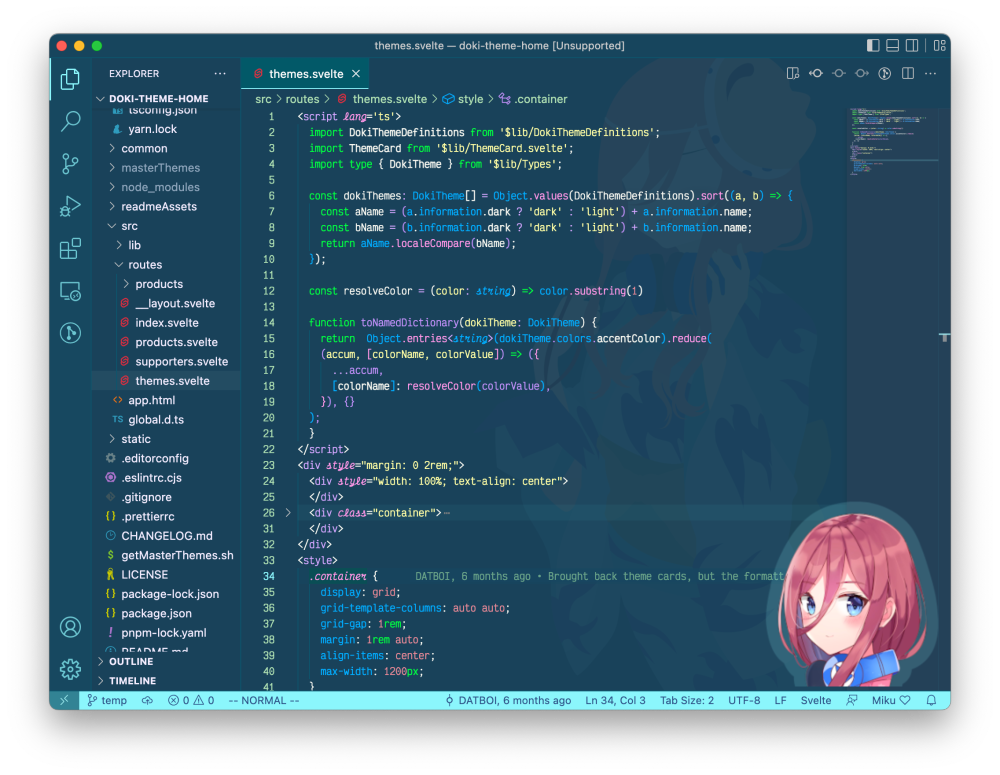 themes.svelte — doki-theme-home [Unsupported]
EXPLORER ···
DOKI-THEME-HOME
tsconfig.json
yarn.lock
common
masterThemes
node_modules
readmeAssets
src
lib
routes
products
__layout.svelte
index.svelte
products.svelte
supporters.svelte
themes.svelte
app.html
TS global.d.ts
static
.editorconfig
.eslintrc.cjs
.gitignore
{} .prettierrc
CHANGELOG.md
$ getMasterThemes.sh
LICENSE
{} package-lock.json
{} package.json
! pnpm-lock.yaml
README.md
OUTLINE
TIMELINE
themes.svelte ×
src > routes > themes.svelte > style > .container
1 <script lang='ts'>
2 import DokiThemeDefinitions from '$lib/DokiThemeDefinitions';
3 import ThemeCard from '$lib/ThemeCard.svelte';
4 import type { DokiTheme } from '$lib/Types';
5
6 const dokiThemes: DokiTheme[] = Object.values(DokiThemeDefinitions).sort((a, b) => {
7 const aName = (a.information.dark ? 'dark' : 'light') + a.information.name;
8 const bName = (b.information.dark ? 'dark' : 'light') + b.information.name;
9 return aName.localeCompare(bName);
10 });
11
12 const resolveColor = (color: string) => color.substring(1)
13
14 function toNamedDictionary(dokiTheme: DokiTheme) {
15 return Object.entries<string>(dokiTheme.colors.accentColor).reduce(
16 (accum, [colorName, colorValue]) => ({
17 ...accum,
18 [colorName]: resolveColor(colorValue),
19 }), {}
20 );
21 }
22 </script>
23 <div style="margin: 0 2rem;">
24 <div style="width: 100%; text-align: center">
25 </div>
26 > <div class="container">···
31 </div>
32 </div>
33 <style>
34 .container { DATBOI, 6 months ago • Brought back theme cards, but the formatt
35 display: grid;
36 grid-template-columns: auto auto;
37 grid-gap: 1rem;
38 margin: 1rem auto;
39 align-items: center;
40 max-width: 1200px;
41 }
temp 0 0 -- NORMAL -- DATBOI, 6 months ago Ln 34, Col 3 Tab Size: 2 UTF-8 LF Svelte Miku ♡